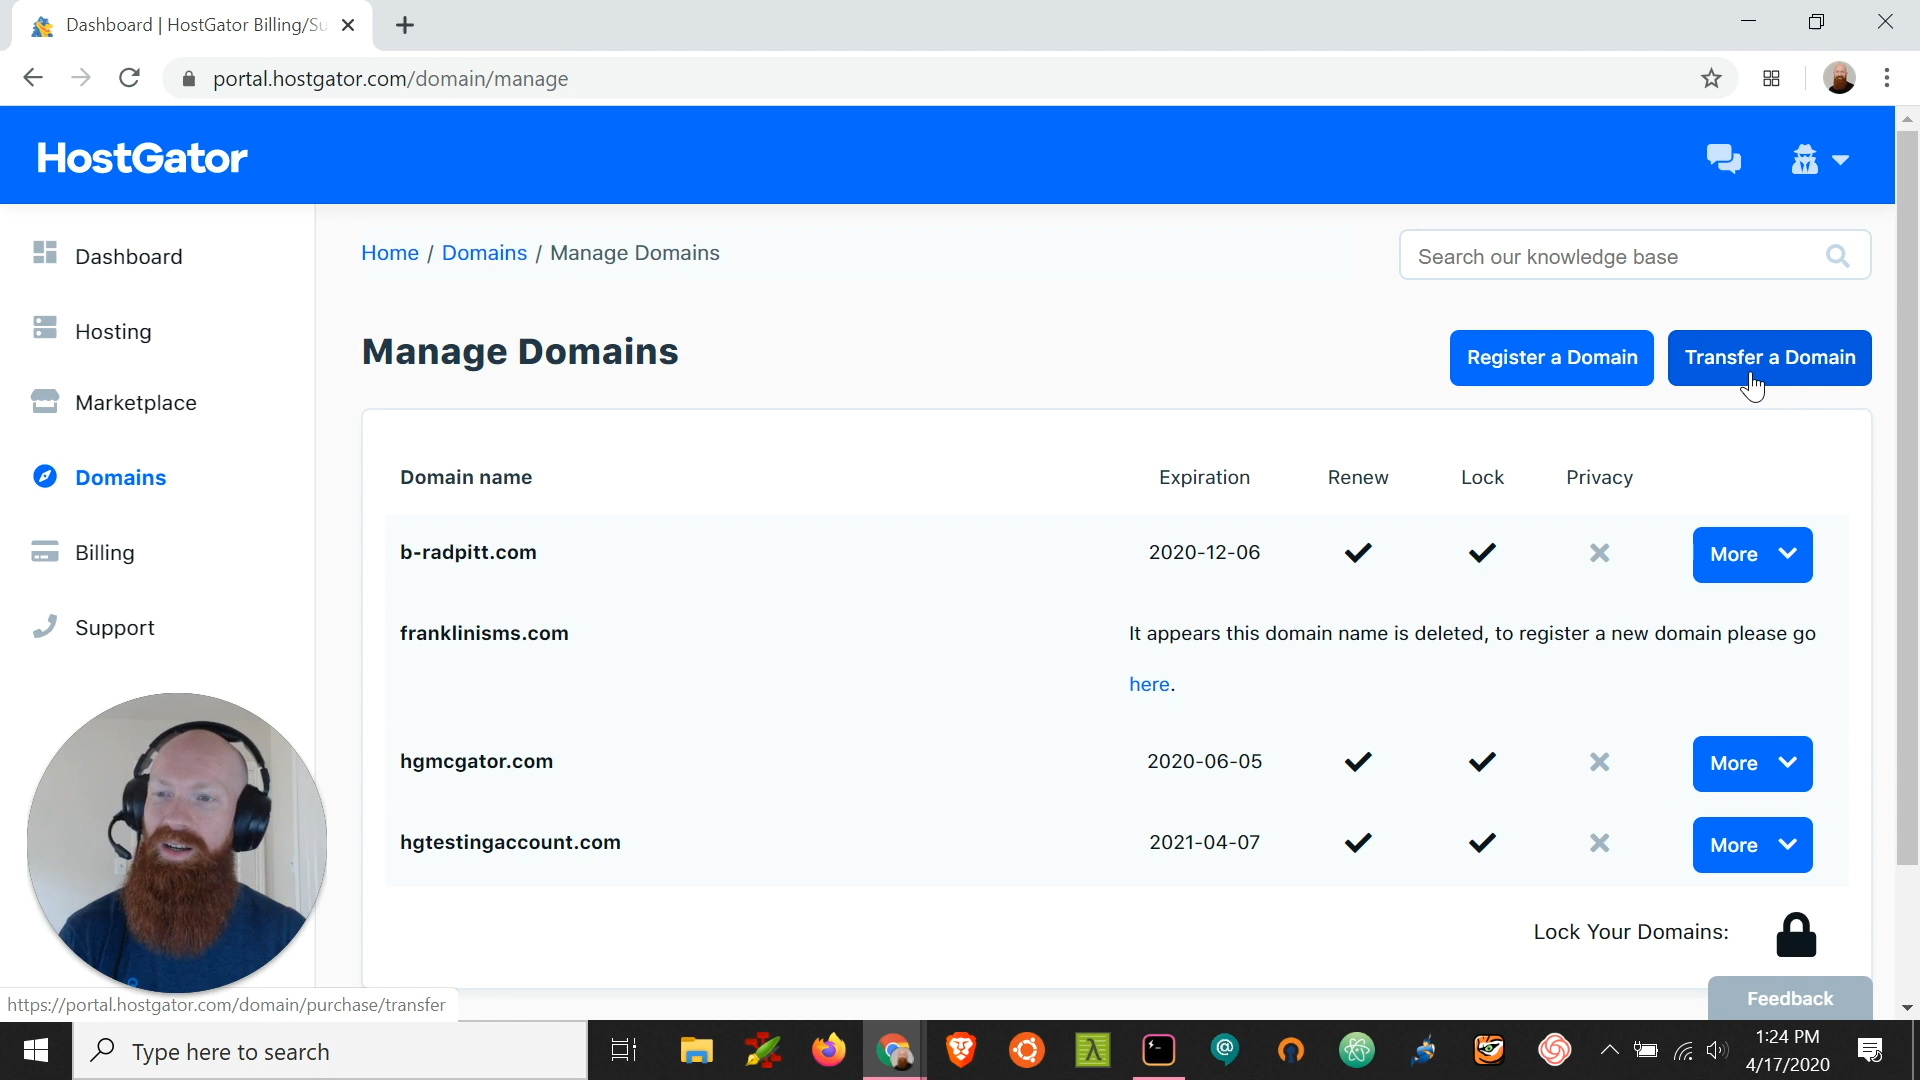 Dashboard | HostGator Billing/Su
portal.hostgator.com/domain/manage
HostGator
Dashboard
Hosting
Marketplace
Domains
Billing
Support
Home / Domains / Manage Domains
Search our knowledge base
Manage Domains
Register a Domain
Transfer a Domain
Domain name Expiration Renew Lock Privacy
b-radpitt.com 2020-12-06 More
franklinisms.com It appears this domain name is deleted, to register a new domain please go
here.
hgmcgator.com 2020-06-05 More
hgtestingaccount.com 2021-04-07 More
Lock Your Domains:
Feedback
https://portal.hostgator.com/domain/purchase/transfer
Type here to search
1:24 PM
4/17/2020